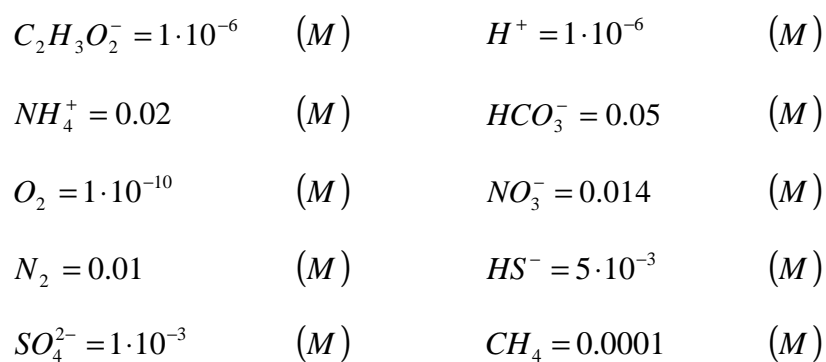 C₂H₃O₂⁻ = 1·10⁻⁶ (M) H⁺ = 1·10⁻⁶ (M)
NH₄⁺ = 0.02 (M) HCO₃⁻ = 0.05 (M)
O₂ = 1·10⁻¹⁰ (M) NO₃⁻ = 0.014 (M)
N₂ = 0.01 (M) HS⁻ = 5·10⁻³ (M)
SO₄²⁻ = 1·10⁻³ (M) CH₄ = 0.0001 (M)